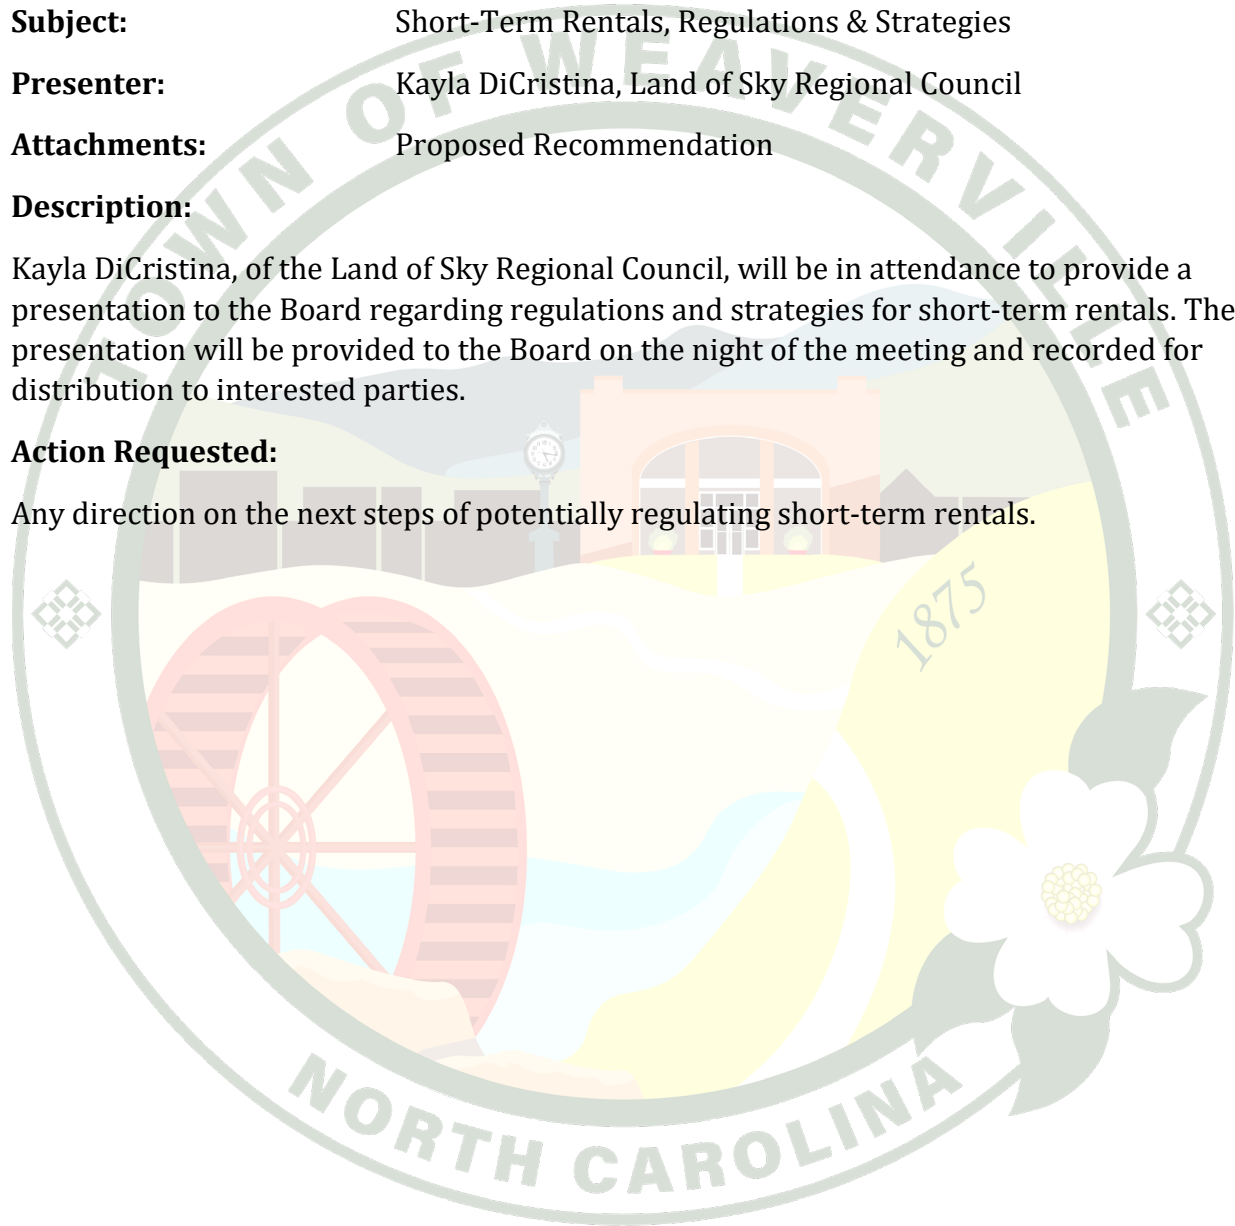 Subject: Short-Term Rentals, Regulations & Strategies
Presenter: Kayla DiCristina, Land of Sky Regional Council
Attachments: Proposed Recommendation
Description:
Kayla DiCristina, of the Land of Sky Regional Council, will be in attendance to provide a
presentation to the Board regarding regulations and strategies for short-term rentals. The
presentation will be provided to the Board on the night of the meeting and recorded for
distribution to interested parties.
Action Requested:
Any direction on the next steps of potentially regulating short-term rentals.
TOWN OF WEAVERVILLE
1875
NORTH CAROLINA